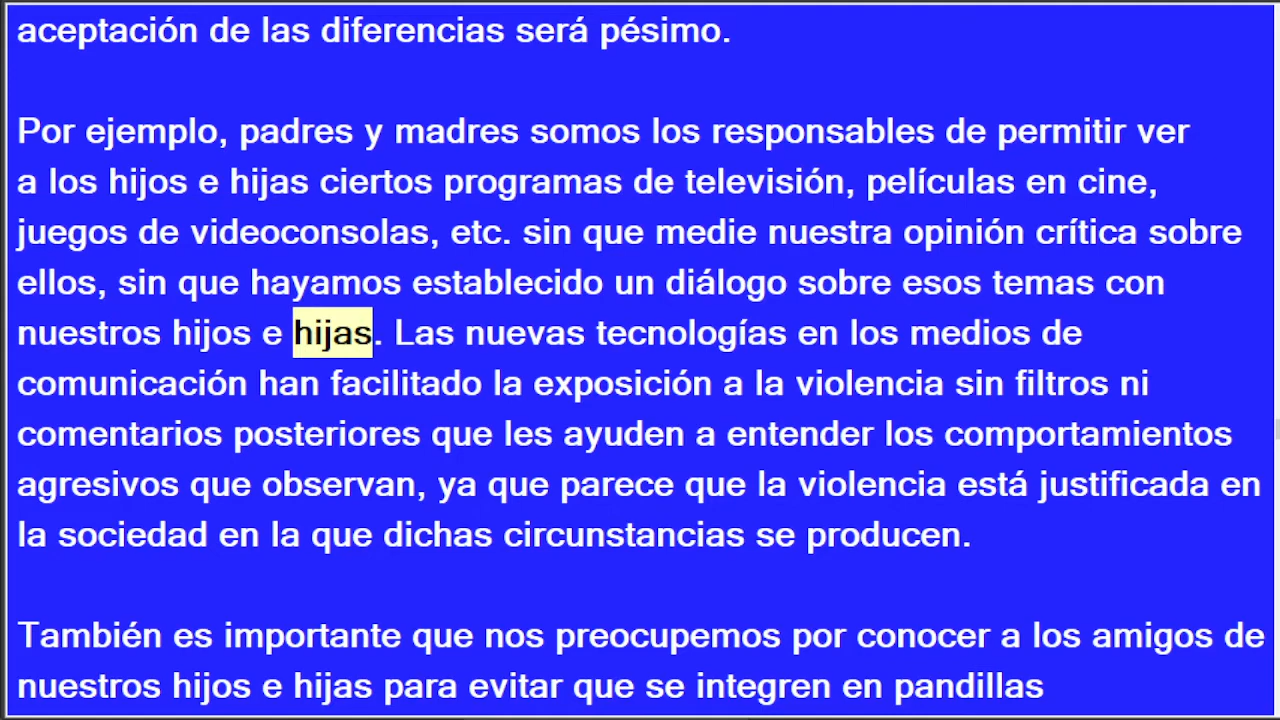 aceptación de las diferencias será pésimo.
Por ejemplo, padres y madres somos los responsables de permitir ver
a los hijos e hijas ciertos programas de televisión, películas en cine,
juegos de videoconsolas, etc. sin que medie nuestra opinión crítica sobre
ellos, sin que hayamos establecido un diálogo sobre esos temas con
nuestros hijos e hijas. Las nuevas tecnologías en los medios de
comunicación han facilitado la exposición a la violencia sin filtros ni
comentarios posteriores que les ayuden a entender los comportamientos
agresivos que observan, ya que parece que la violencia está justificada en
la sociedad en la que dichas circunstancias se producen.
También es importante que nos preocupemos por conocer a los amigos de
nuestros hijos e hijas para evitar que se integren en pandillas